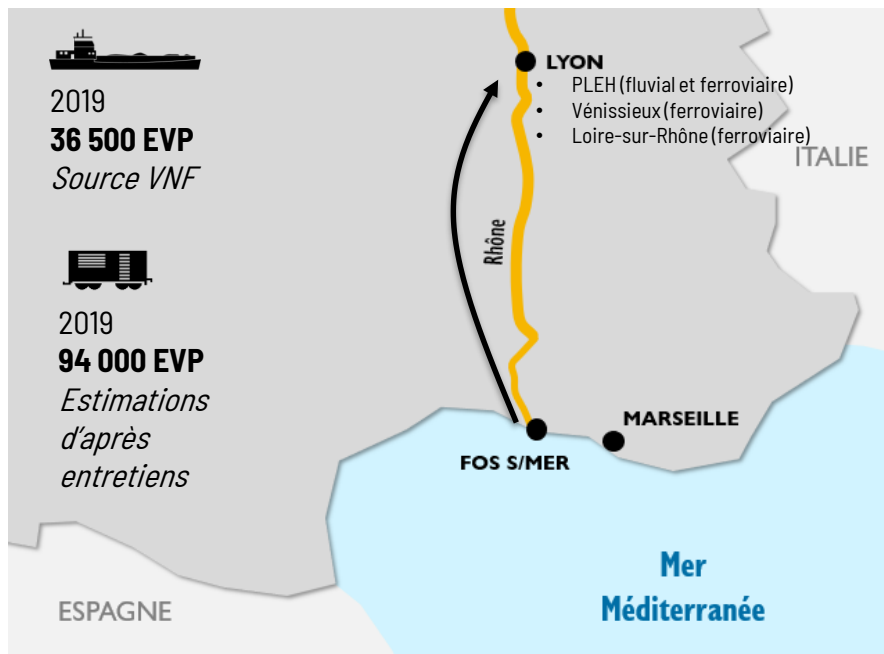 2019
36 500 EVP
Source VNF
2019
94 000 EVP
Estimations
d'après
entretiens
LYON
• PLEH (fluvial et ferroviaire)
• Vénissieux (ferroviaire)
• Loire-sur-Rhône (ferroviaire)
ITALIE
Rhône
MARSEILLE
FOS S/MER
Mer
Méditerranée
ESPAGNE